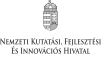 Nemzeti Kutatási, Fejlesztési
És Innovációs Hivatal